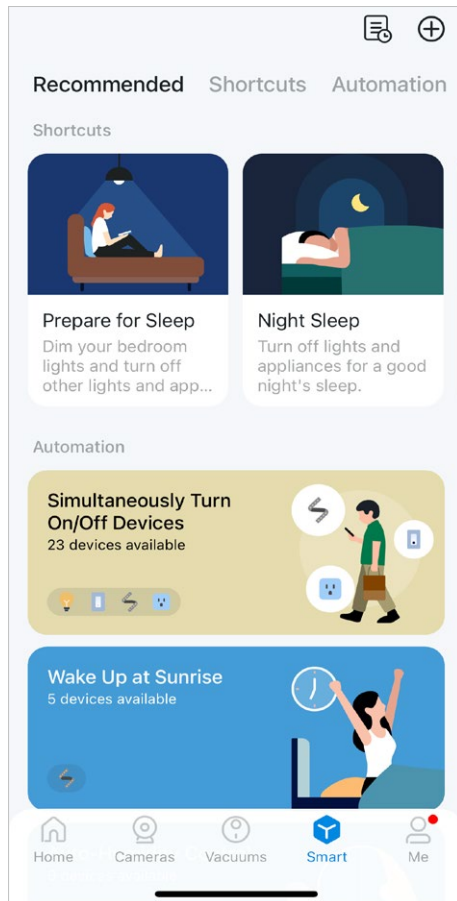 Recommended Shortcuts Automation
Shortcuts
Prepare for Sleep
Dim your bedroom
lights and turn off
other lights and app...
Night Sleep
Turn off lights and
appliances for a good
night's sleep.
Automation
Simultaneously Turn
On/Off Devices
23 devices available
Wake Up at Sunrise
5 devices available
Home Cameras Vacuums Smart Me